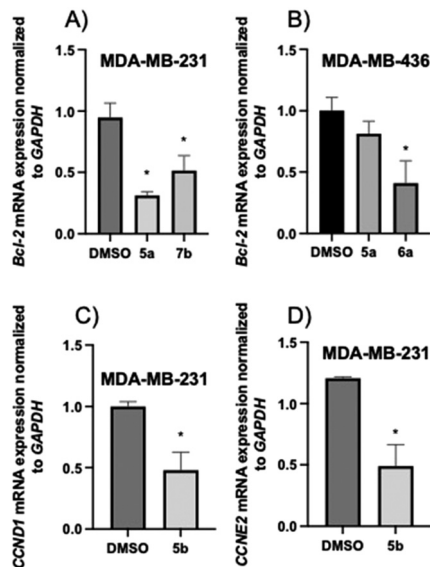 A)
MDA-MB-231
Bcl-2 mRNA expression normalized
to GAPDH
1.5
1.0
0.5
0.0
*
*
DMSO 5a 7b
B)
MDA-MB-436
Bcl-2 mRNA expression normalized
to GAPDH
1.5
1.0
0.5
0.0
*
DMSO 5a 6a
C)
MDA-MB-231
CCND1 mRNA expression normalized
to GAPDH
1.5
1.0
0.5
0.0
*
DMSO 5b
D)
MDA-MB-231
CCNE2 mRNA expression normalized
to GAPDH
1.5
1.0
0.5
0.0
*
DMSO 5b